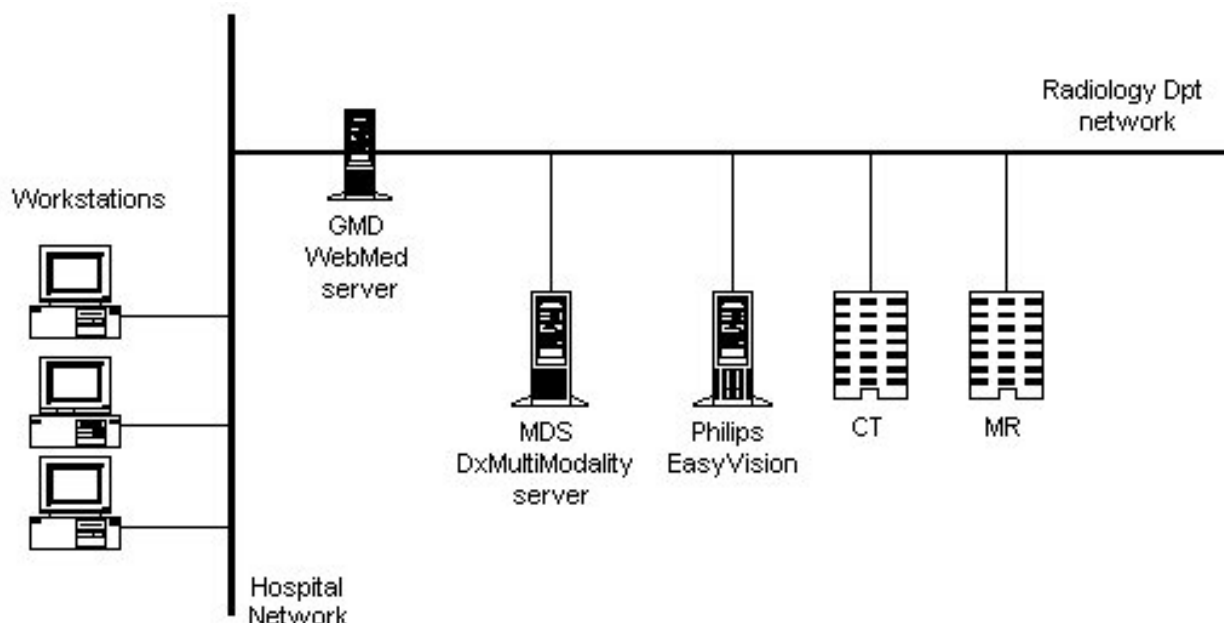 Radiology Dpt
network
Workstations
GMD
WebMed
server
MDS
DxMultiModality
server
Philips
EasyVision
CT
MR
Hospital
Network